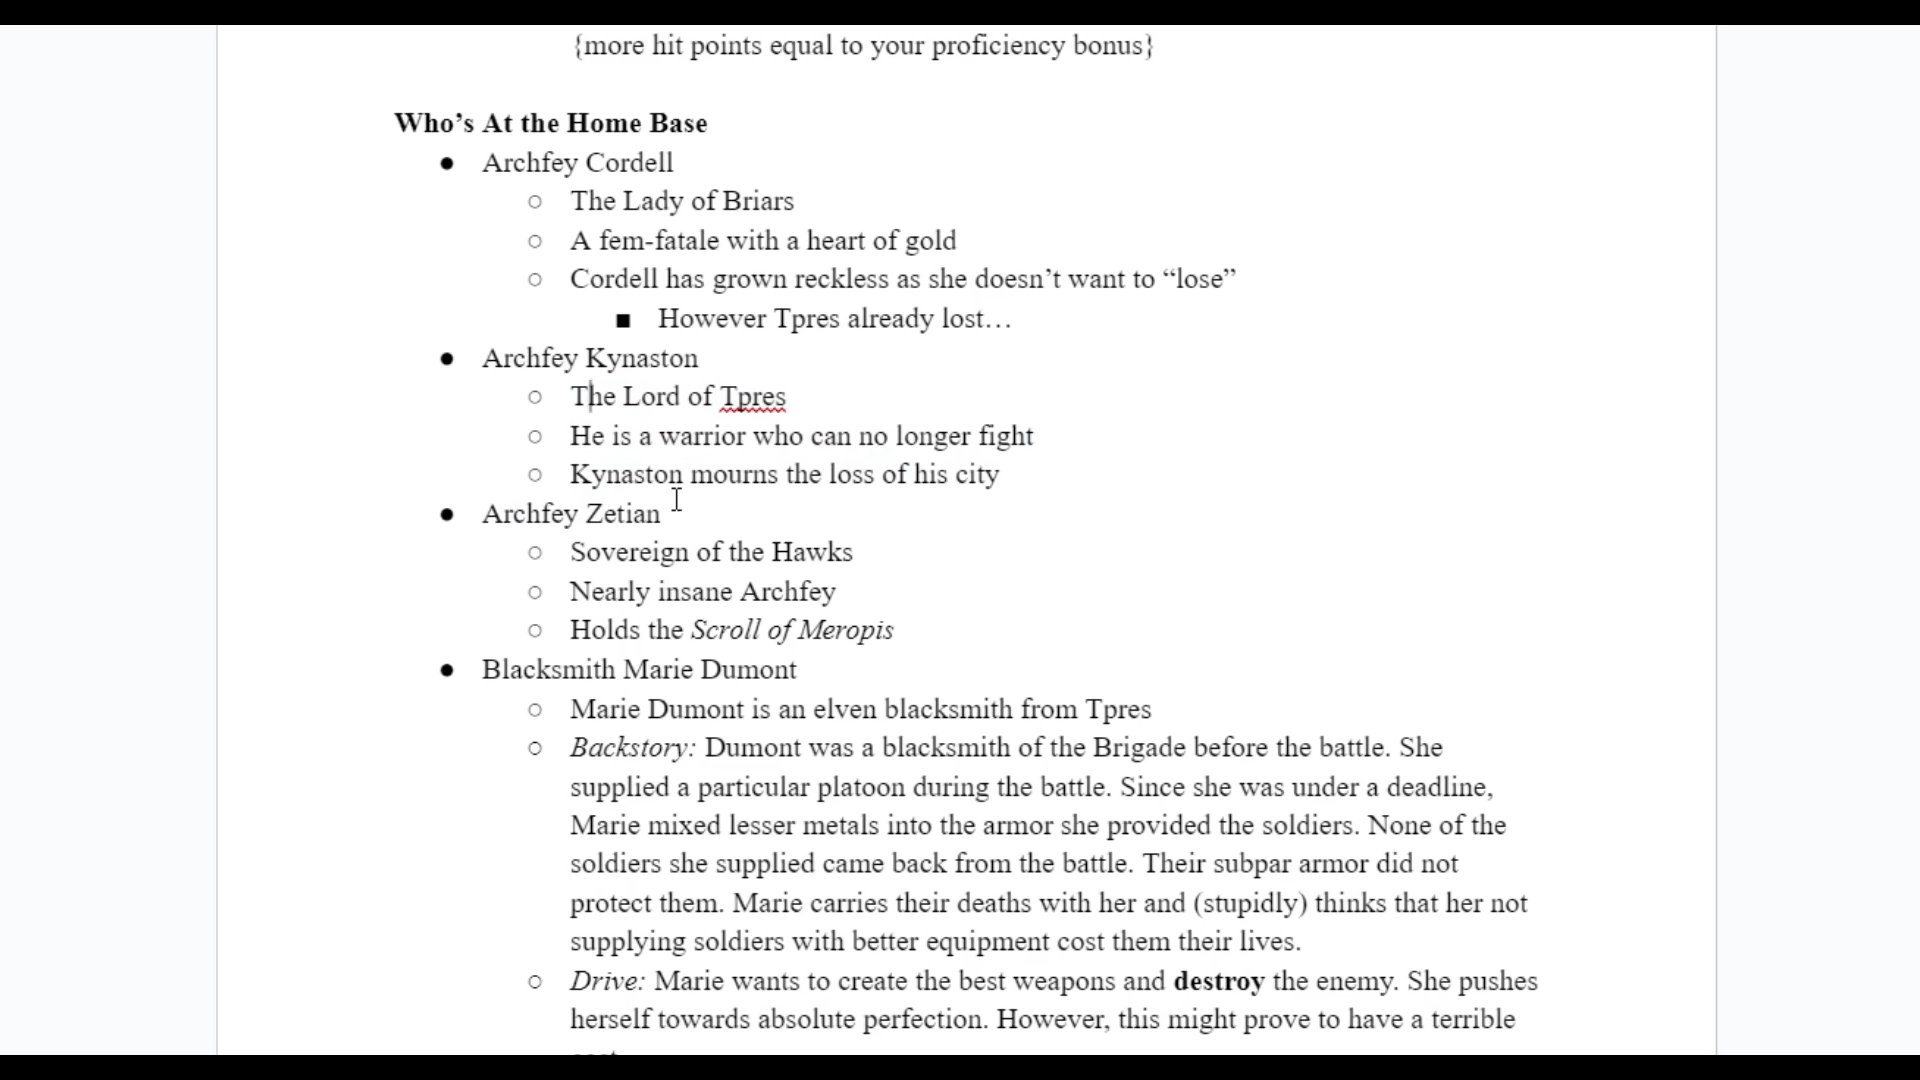 {more hit points equal to your proficiency bonus}
Who’s At the Home Base
● Archfey Cordell
○ The Lady of Briars
○ A fem-fatale with a heart of gold
○ Cordell has grown reckless as she doesn’t want to “lose”
■ However Tpres already lost…
● Archfey Kynaston
○ The Lord of Tpres
○ He is a warrior who can no longer fight
○ Kynaston mourns the loss of his city
● Archfey Zetian
○ Sovereign of the Hawks
○ Nearly insane Archfey
○ Holds the Scroll of Meropis
● Blacksmith Marie Dumont
○ Marie Dumont is an elven blacksmith from Tpres
○ Backstory: Dumont was a blacksmith of the Brigade before the battle. She
supplied a particular platoon during the battle. Since she was under a deadline,
Marie mixed lesser metals into the armor she provided the soldiers. None of the
soldiers she supplied came back from the battle. Their subpar armor did not
protect them. Marie carries their deaths with her and (stupidly) thinks that her not
supplying soldiers with better equipment cost them their lives.
○ Drive: Marie wants to create the best weapons and destroy the enemy. She pushes
herself towards absolute perfection. However, this might prove to have a terrible